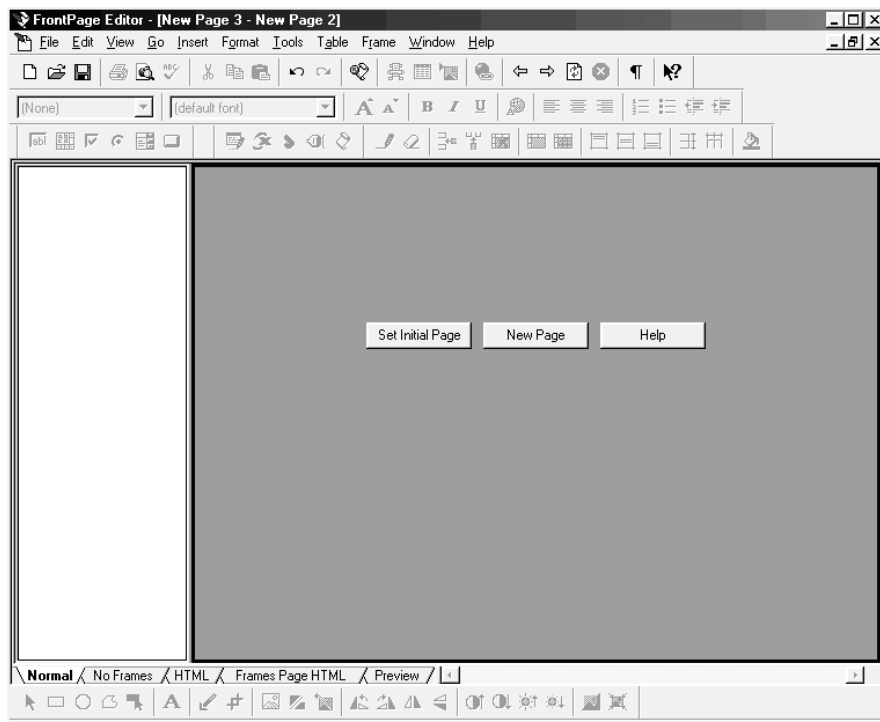 FrontPage Editor - [New Page 3 - New Page 2]
File Edit View Go Insert Format Tools Table Frame Window Help
(None) (default font) A A B I U
abl
Set Initial Page New Page Help
Normal No Frames HTML Frames Page HTML Preview
A